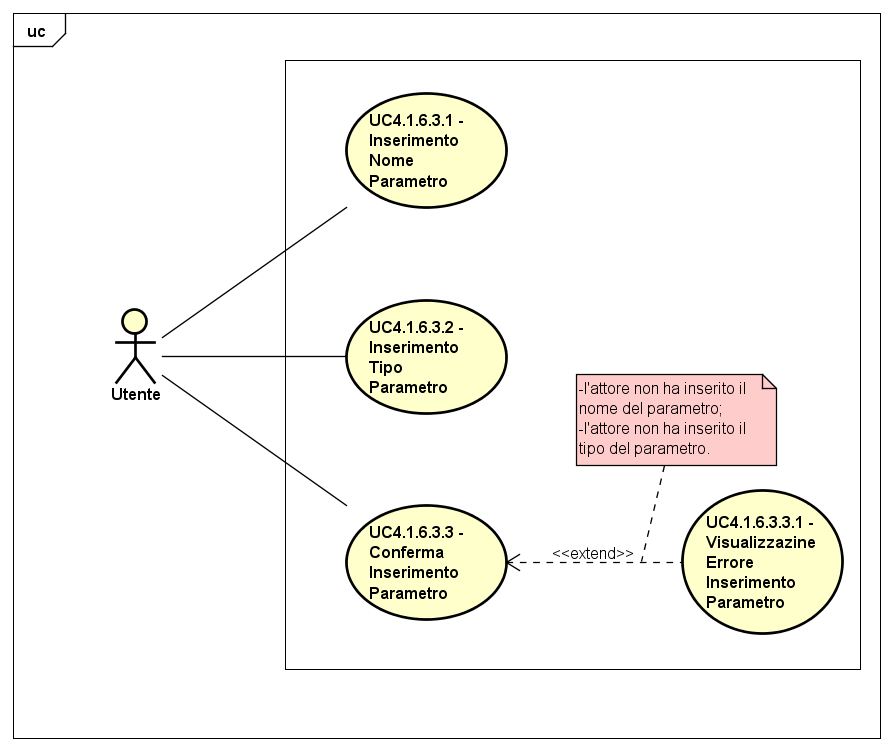 uc
UC4.1.6.3.1 -
Inserimento
Nome
Parametro
UC4.1.6.3.2 -
Inserimento
Tipo
Parametro
Utente
-l'attore non ha inserito il
nome del parametro;
-l'attore non ha inserito il
tipo del parametro.
UC4.1.6.3.3 -
Conferma
Inserimento
Parametro
<<extend>>
UC4.1.6.3.3.1 -
Visualizzazine
Errore
Inserimento
Parametro